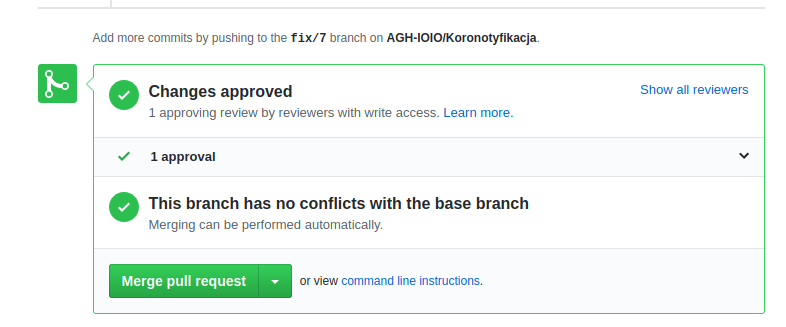 Add more commits by pushing to the fix/7 branch on AGH-IOIO/Koronotyfikacja.
Changes approved
Show all reviewers
1 approving review by reviewers with write access. Learn more.
1 approval
This branch has no conflicts with the base branch
Merging can be performed automatically.
Merge pull request or view command line instructions.